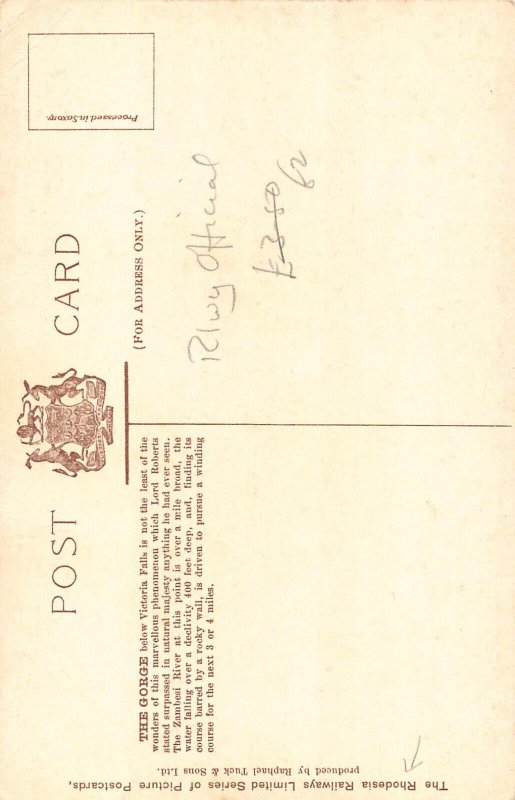 POST CARD
(FOR ADDRESS ONLY.)
Processed in Saxony.
THE GORGE below Victoria Falls is not the least of the
wonders of this marvellous phenomenon which Lord Roberts
stated surpassed in natural majesty anything he had ever seen.
The Zambesi River at this point is over a mile broad, the
water falling over a declivity 400 feet deep, and, finding its
course barred by a rocky wall, is driven to pursue a winding
course for the next 3 or 4 miles.
Rlwy Official
£3-50
62
The Rhodesia Railways Limited Series of Picture Postcards,
produced by Raphael Tuck & Sons Ltd.